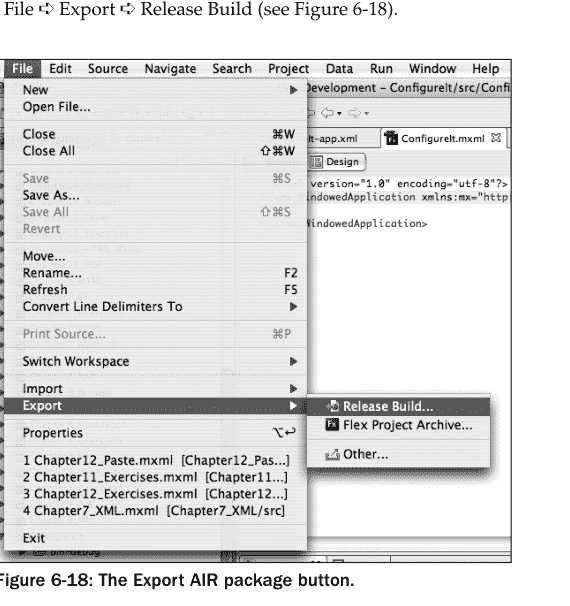 File ➪ Export ➪ Release Build (see Figure 6-18).
File Edit Source Navigate Search Project Data Run Window Help
New
Development – ConfigureIt/src/Confi
Open File...
Close ⌘W
lt-app.xml ConfigureIt.mxml
Close All ⇧⌘W
Design
Save ⌘S
version="1.0" encoding="utf-8"?>
Save As...
indowedApplication xmlns:mx="http:
Save All ⇧⌘S
WindowedApplication>
Revert
Move...
Rename... F2
Refresh F5
Convert Line Delimiters To
Print Source... ⌘P
Switch Workspace
Import
Export
Release Build...
Flex Project Archive...
Other...
Properties ⌥↩
1 Chapter12_Paste.mxml [Chapter12_Pas...]
2 Chapter11_Exercises.mxml [Chapter11...]
3 Chapter12_Exercises.mxml [Chapter12...]
4 Chapter7_XML.mxml [Chapter7_XML/src]
Exit
bin-debug
Figure 6-18: The Export AIR package button.